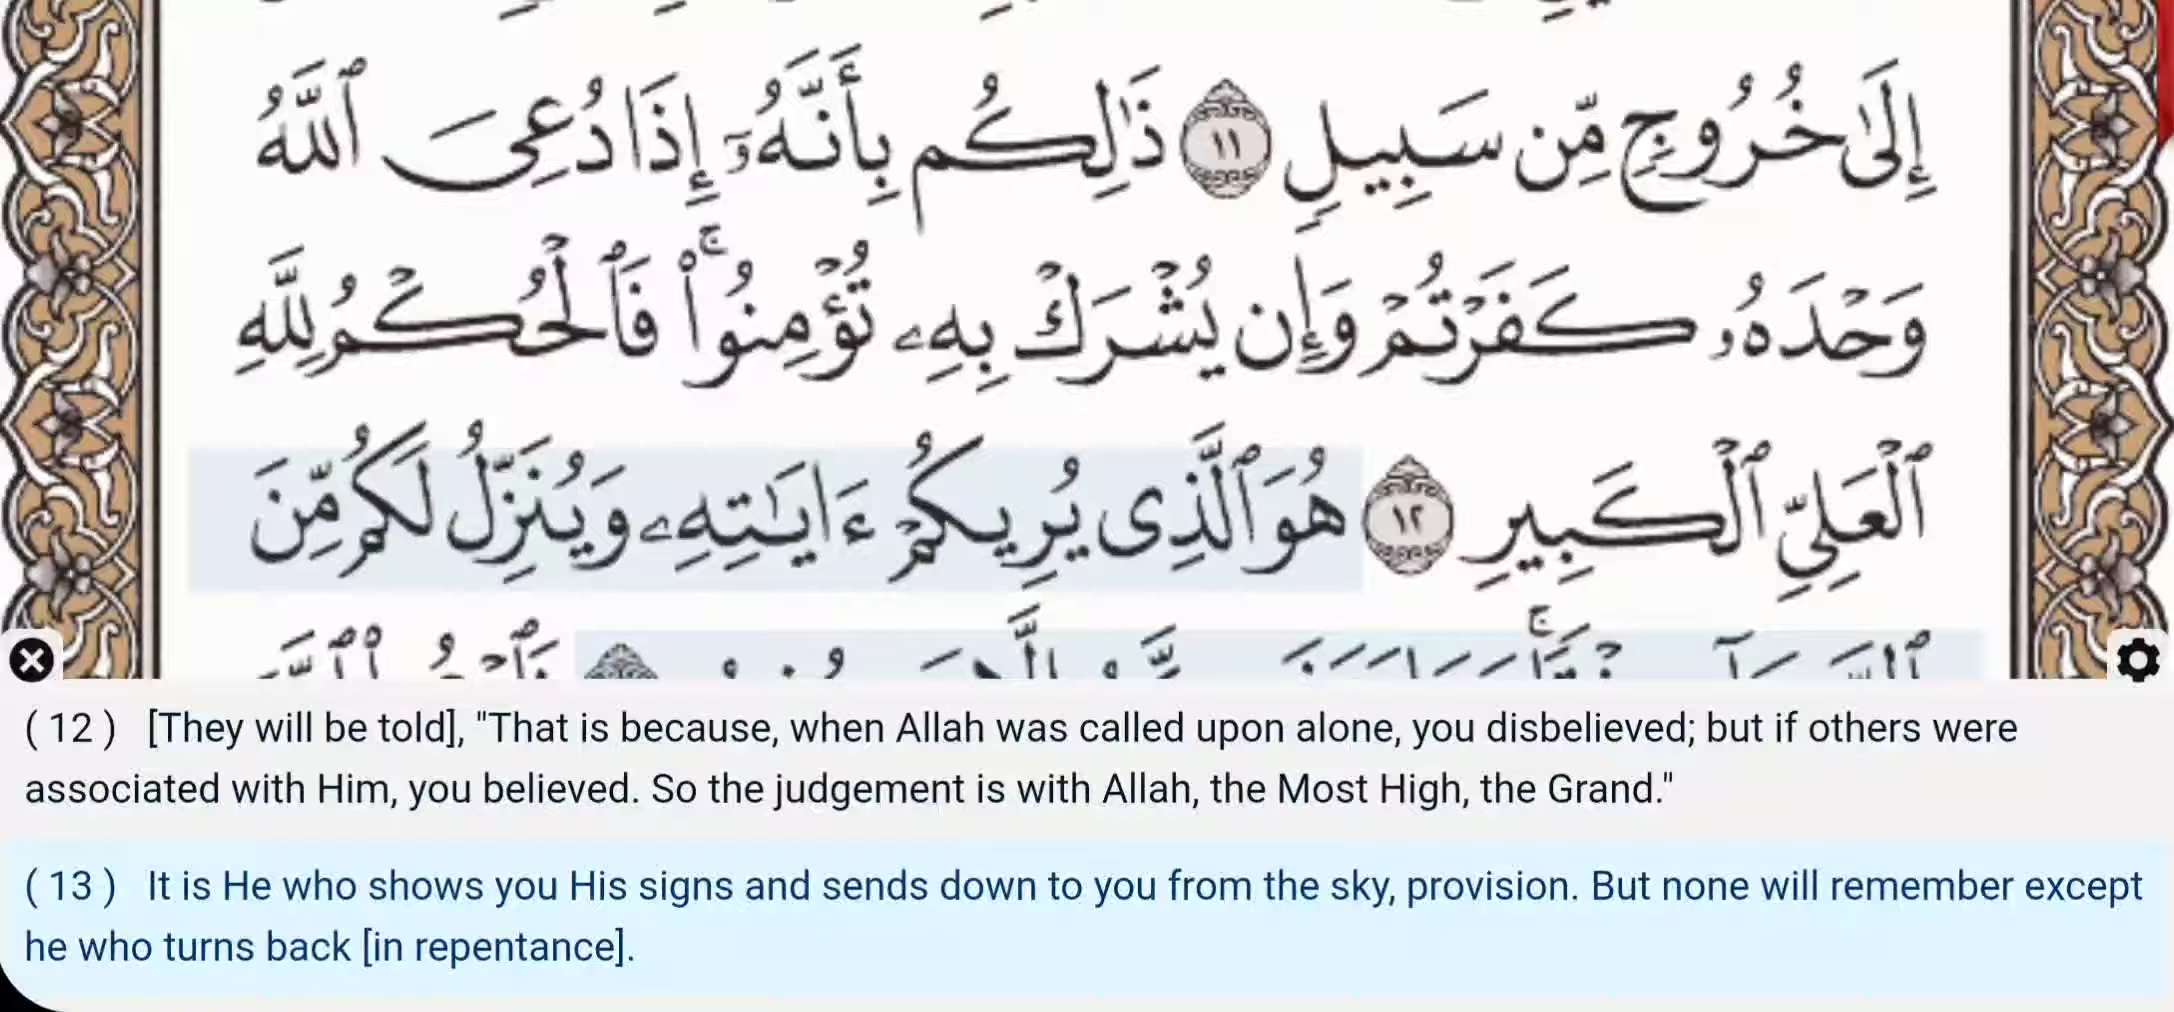 إِلَىٰ خُرُوجٍ مِّن سَبِيلٍ ١١ ذَٰلِكُم بِأَنَّهُۥٓ إِذَا دُعِىَ ٱللَّهُ
وَحْدَهُۥ كَفَرْتُمْ وَإِن يُشْرَكْ بِهِۦ تُؤْمِنُوا۟ ۚ فَٱلْحُكْمُ لِلَّهِ
ٱلْعَلِىِّ ٱلْكَبِيرِ ١٢ هُوَ ٱلَّذِى يُرِيكُمْ ءَايَـٰتِهِۦ وَيُنَزِّلُ لَكُم مِّنَ
( 12 ) [They will be told], "That is because, when Allah was called upon alone, you disbelieved; but if others were
associated with Him, you believed. So the judgement is with Allah, the Most High, the Grand."
( 13 ) It is He who shows you His signs and sends down to you from the sky, provision. But none will remember except
he who turns back [in repentance].